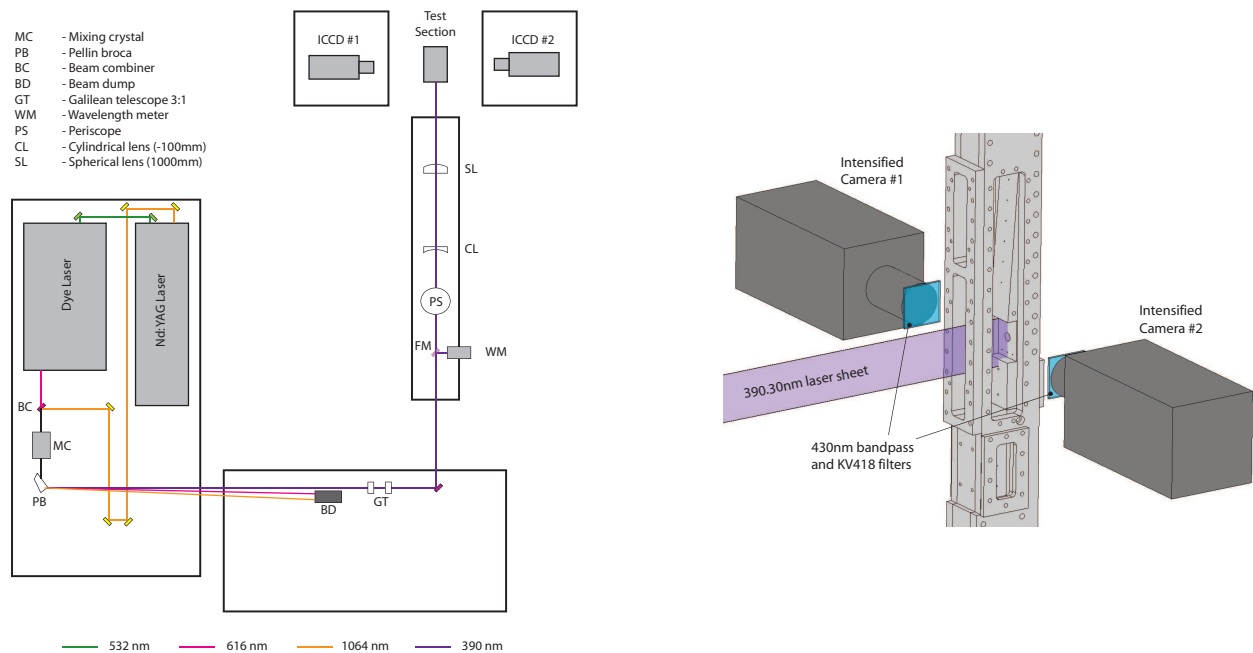 MC - Mixing crystal
PB - Pellin broca
BC - Beam combiner
BD - Beam dump
GT - Galilean telescope 3:1
WM - Wavelength meter
PS - Periscope
CL - Cylindrical lens (-100mm)
SL - Spherical lens (1000mm)
ICCD #1
Test
Section
ICCD #2
SL
CL
PS
FM
WM
Dye Laser
Nd:YAG Laser
BC
MC
PB
BD
GT
532 nm
616 nm
1064 nm
390 nm
Intensified
Camera #1
390.30nm laser sheet
Intensified
Camera #2
430nm bandpass
and KV418 filters